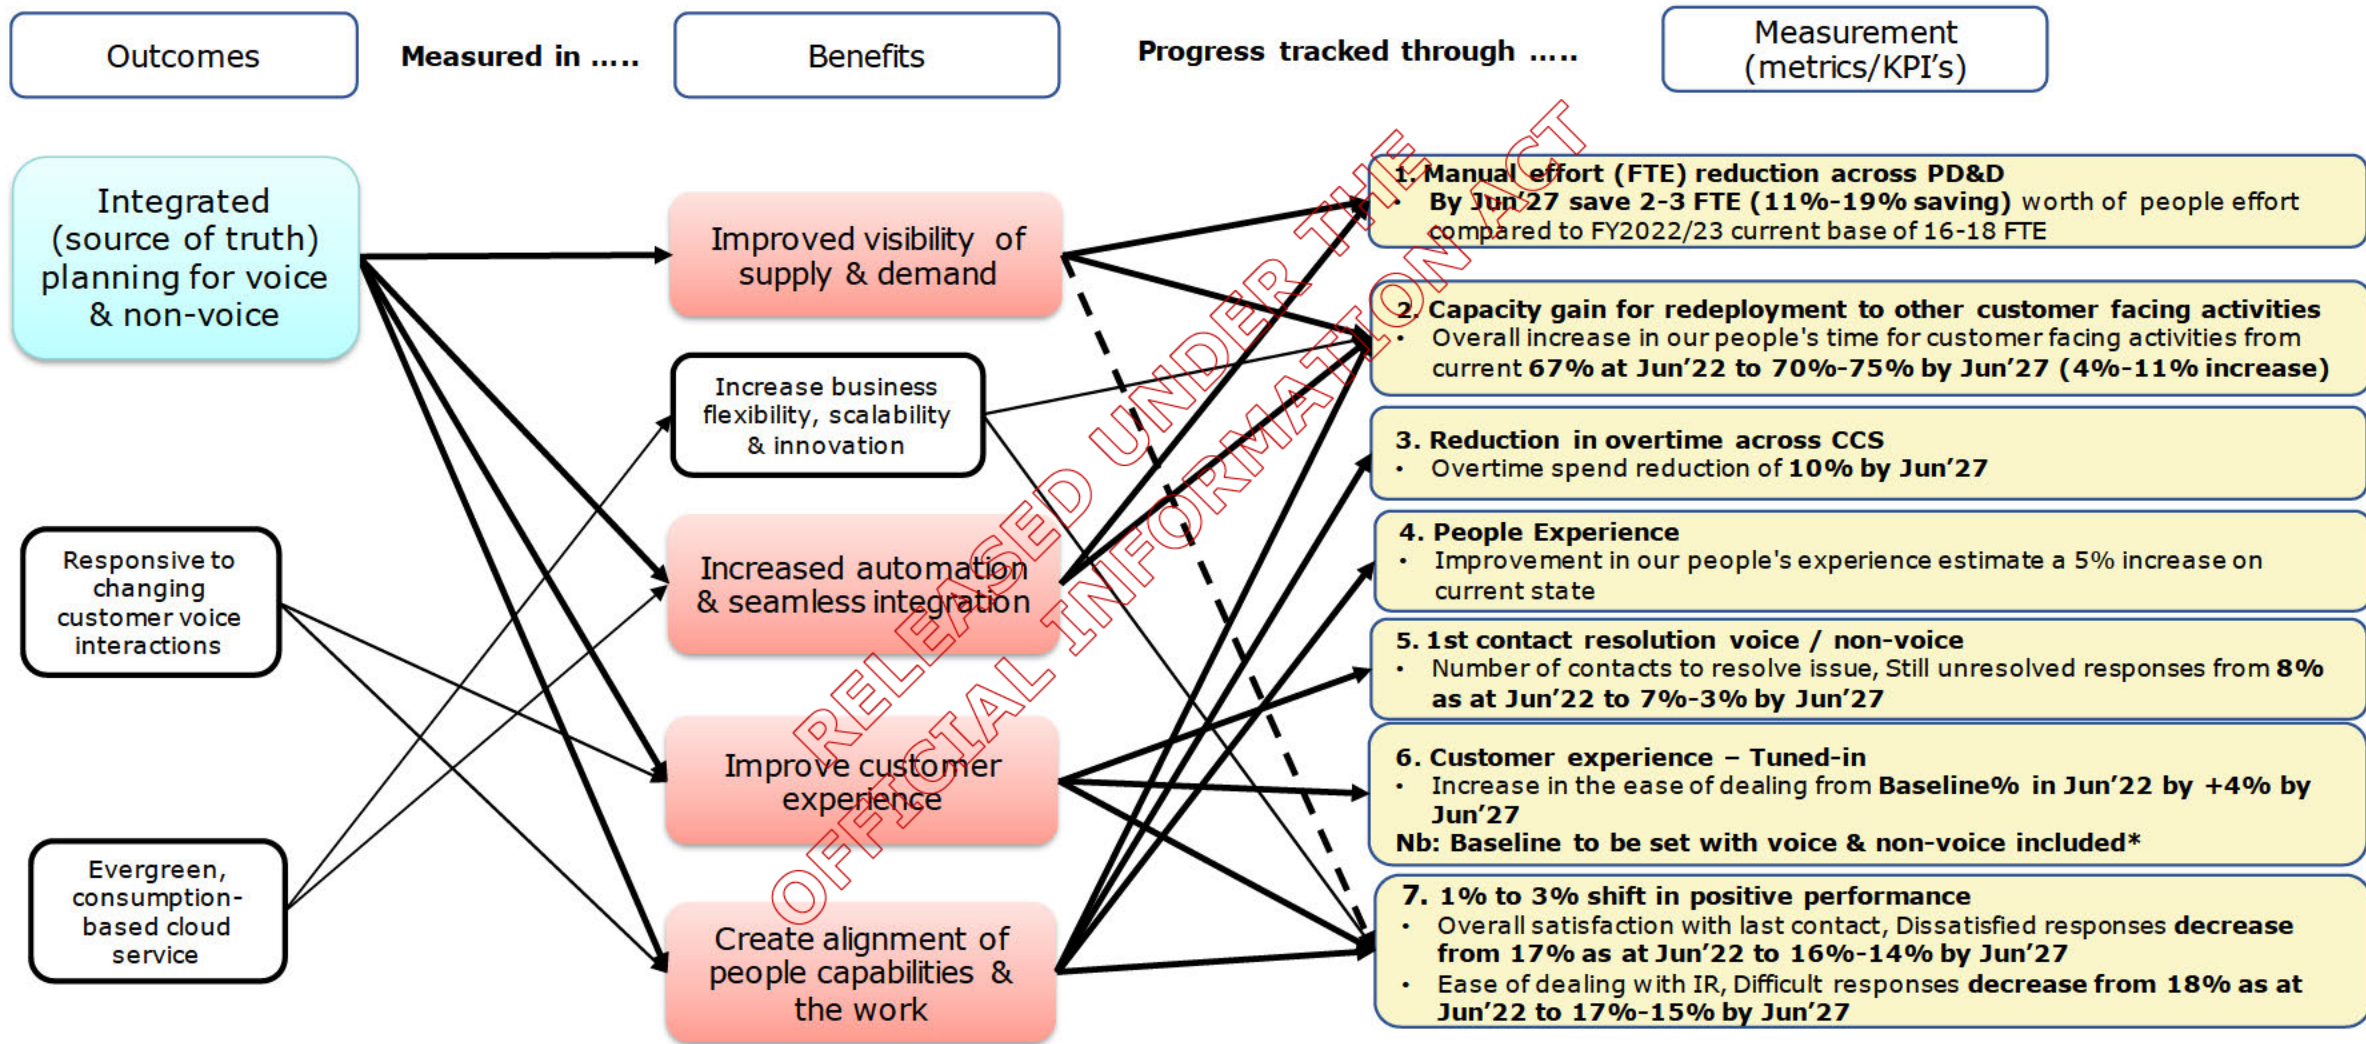 Outcomes
Measured in .....
Benefits
Progress tracked through .....
Measurement
(metrics/KPI's)
Integrated
(source of truth)
planning for voice
& non-voice
Responsive to
changing
customer voice
interactions
Evergreen,
consumption-
based cloud
service
Improved visibility of
supply & demand
Increase business
flexibility, scalability
& innovation
Increased automation
& seamless integration
Improve customer
experience
Create alignment of
people capabilities &
the work
1. Manual effort (FTE) reduction across PD&D
• By Jun'27 save 2-3 FTE (11%-19% saving) worth of people effort
compared to FY2022/23 current base of 16-18 FTE
2. Capacity gain for redeployment to other customer facing activities
• Overall increase in our people's time for customer facing activities from
current 67% at Jun'22 to 70%-75% by Jun'27 (4%-11% increase)
3. Reduction in overtime across CCS
• Overtime spend reduction of 10% by Jun'27
4. People Experience
• Improvement in our people's experience estimate a 5% increase on
current state
5. 1st contact resolution voice / non-voice
• Number of contacts to resolve issue, Still unresolved responses from 8%
as at Jun'22 to 7%-3% by Jun'27
6. Customer experience – Tuned-in
• Increase in the ease of dealing from Baseline% in Jun'22 by +4% by
Jun'27
Nb: Baseline to be set with voice & non-voice included*
7. 1% to 3% shift in positive performance
• Overall satisfaction with last contact, Dissatisfied responses decrease
from 17% as at Jun'22 to 16%-14% by Jun'27
• Ease of dealing with IR, Difficult responses decrease from 18% as at
Jun'22 to 17%-15% by Jun'27
RELEASED UNDER THE
OFFICIAL INFORMATION ACT